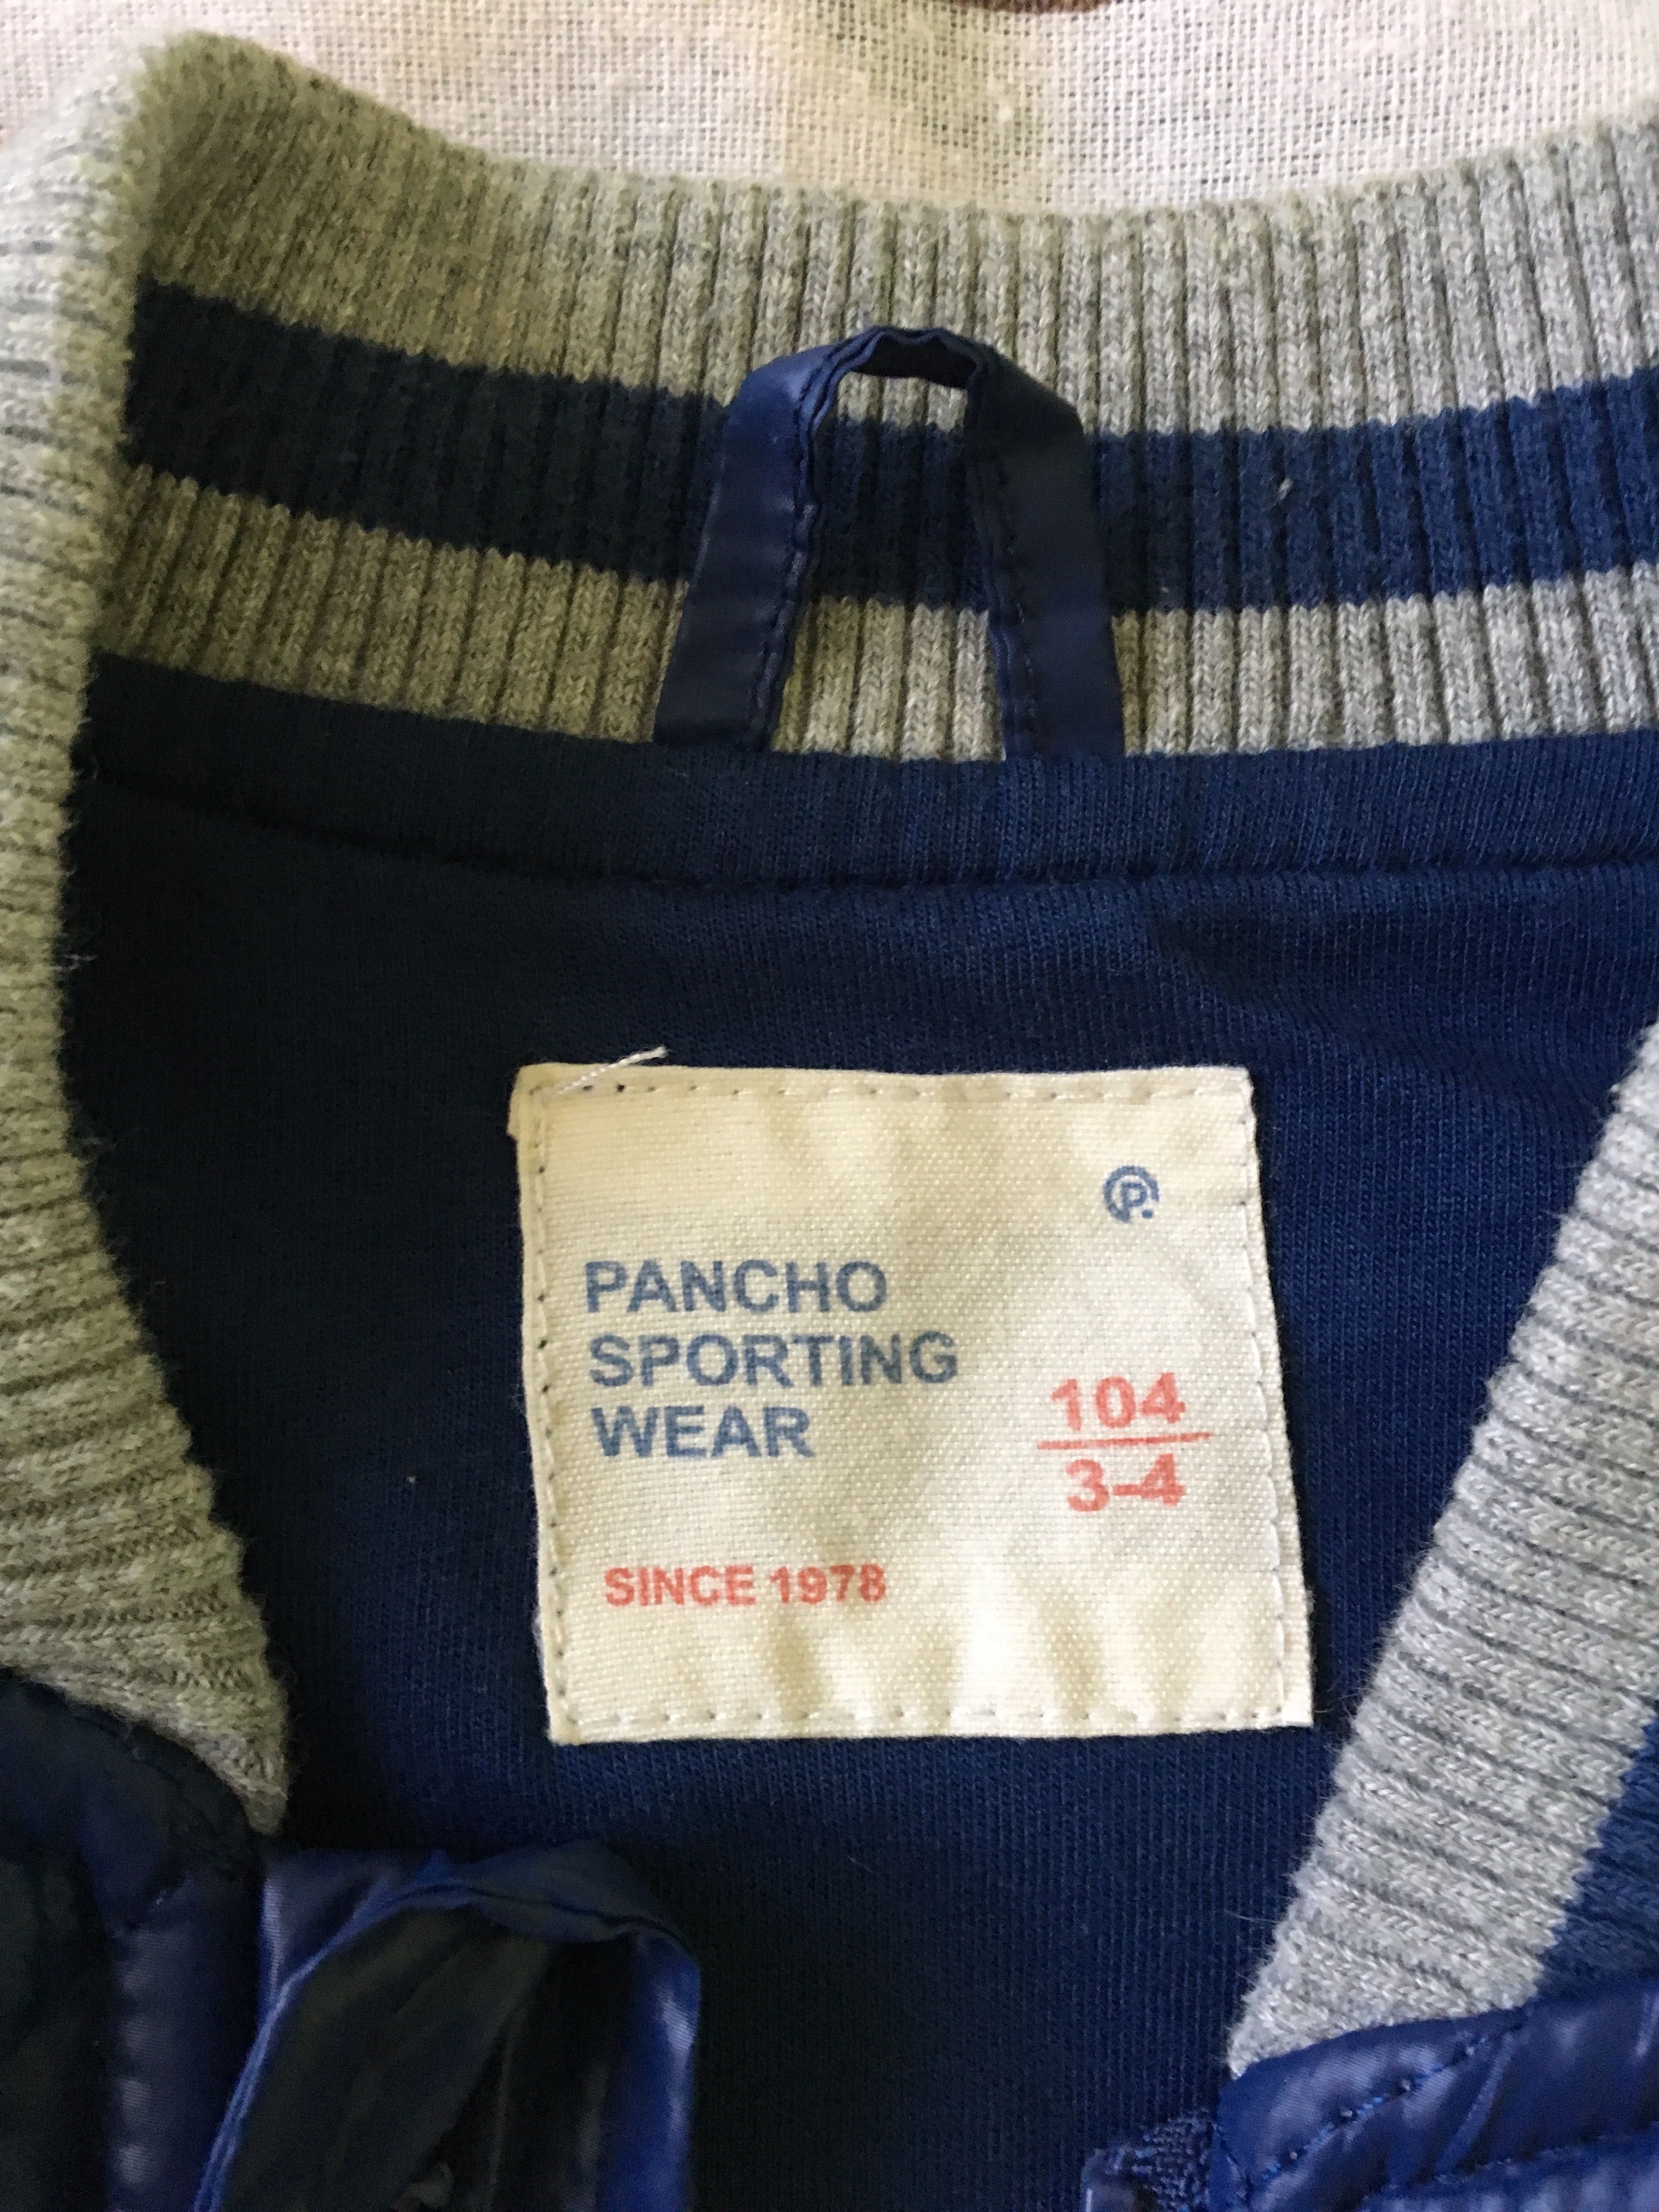 P.
PANCHO
SPORTING
WEAR
104
3-4
SINCE 1978